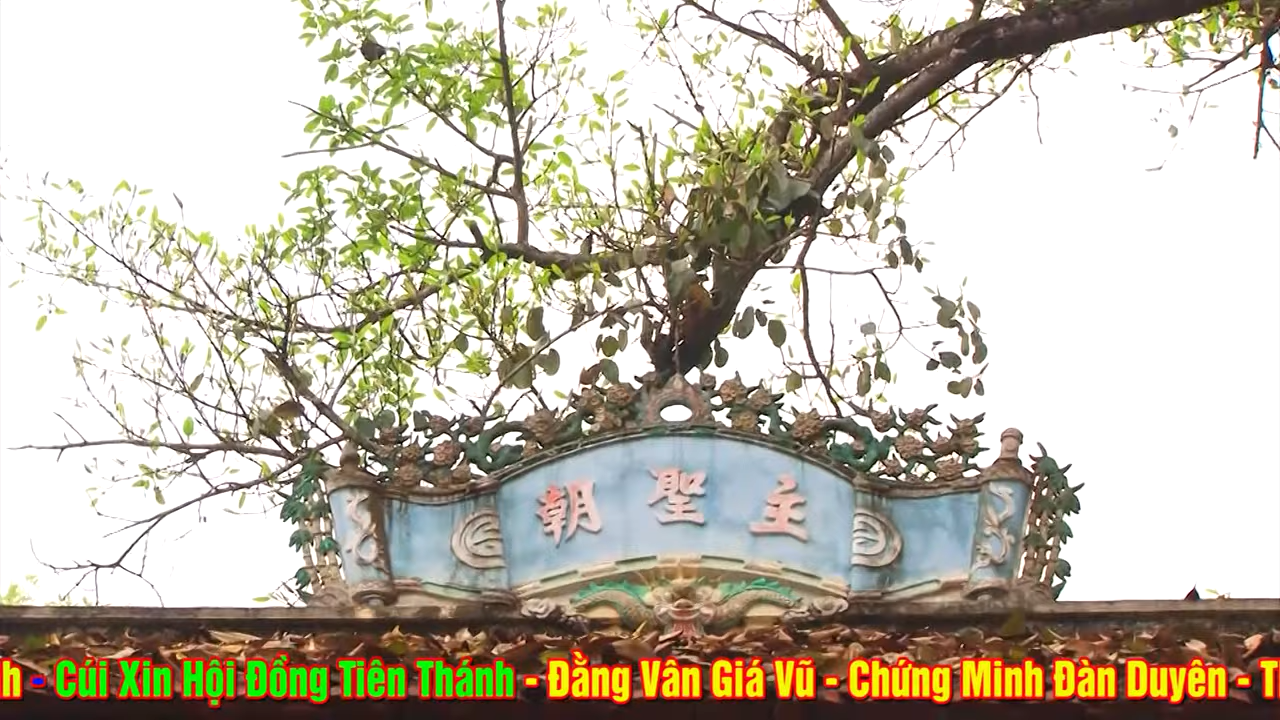 朝聖主
h - Cúi Xin Hội Đồng Tiên Thánh - Đằng Vân Giá Vũ - Chứng Minh Đàn Duyên - T